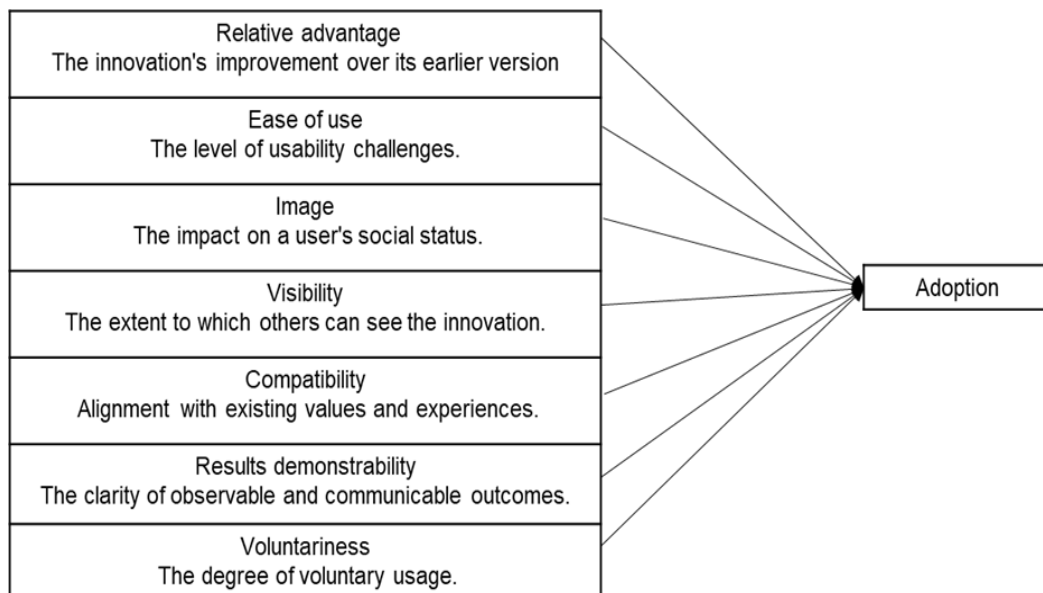 Relative advantage
The innovation's improvement over its earlier version
Ease of use
The level of usability challenges.
Image
The impact on a user's social status.
Visibility
The extent to which others can see the innovation.
Compatibility
Alignment with existing values and experiences.
Results demonstrability
The clarity of observable and communicable outcomes.
Voluntariness
The degree of voluntary usage.
Adoption